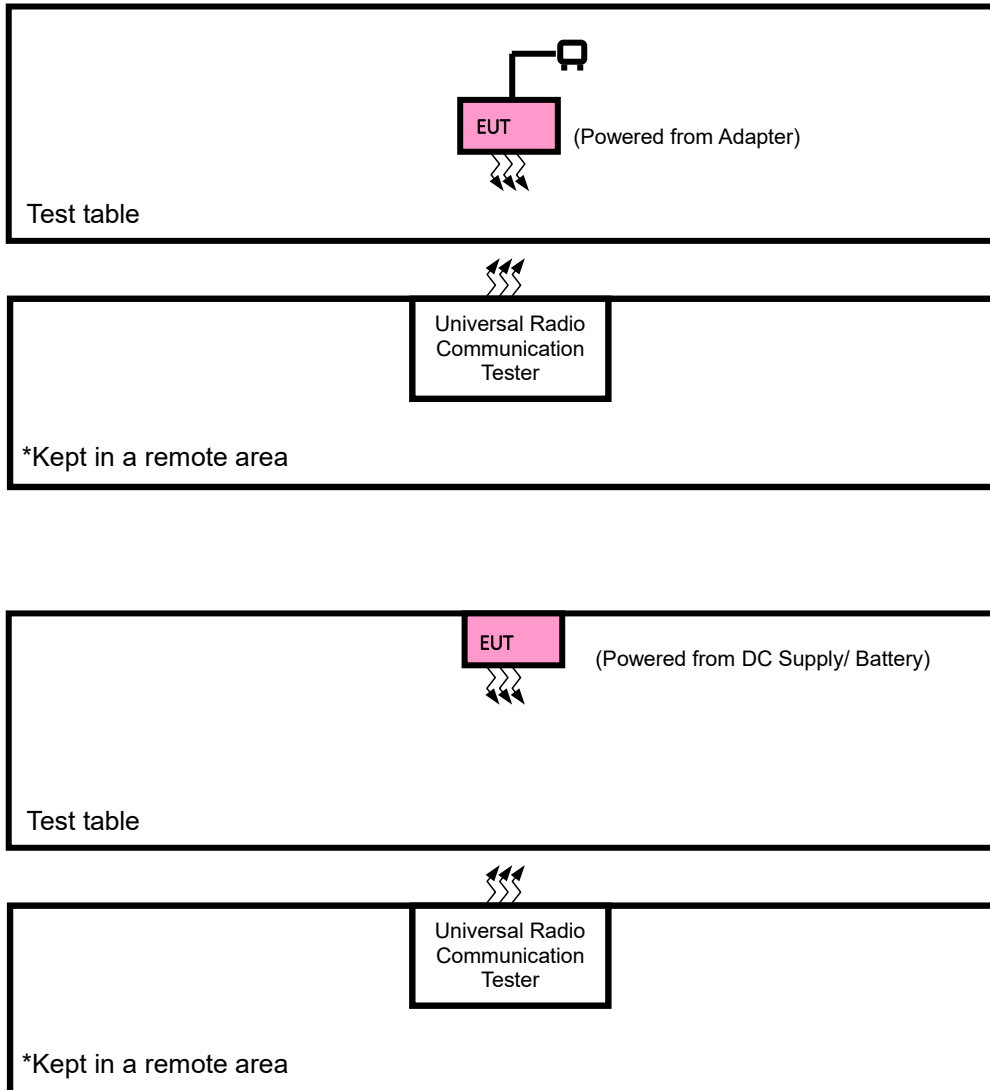 EUT
(Powered from Adapter)
Test table
Universal Radio
Communication
Tester
*Kept in a remote area
EUT
(Powered from DC Supply/ Battery)
Test table
Universal Radio
Communication
Tester
*Kept in a remote area